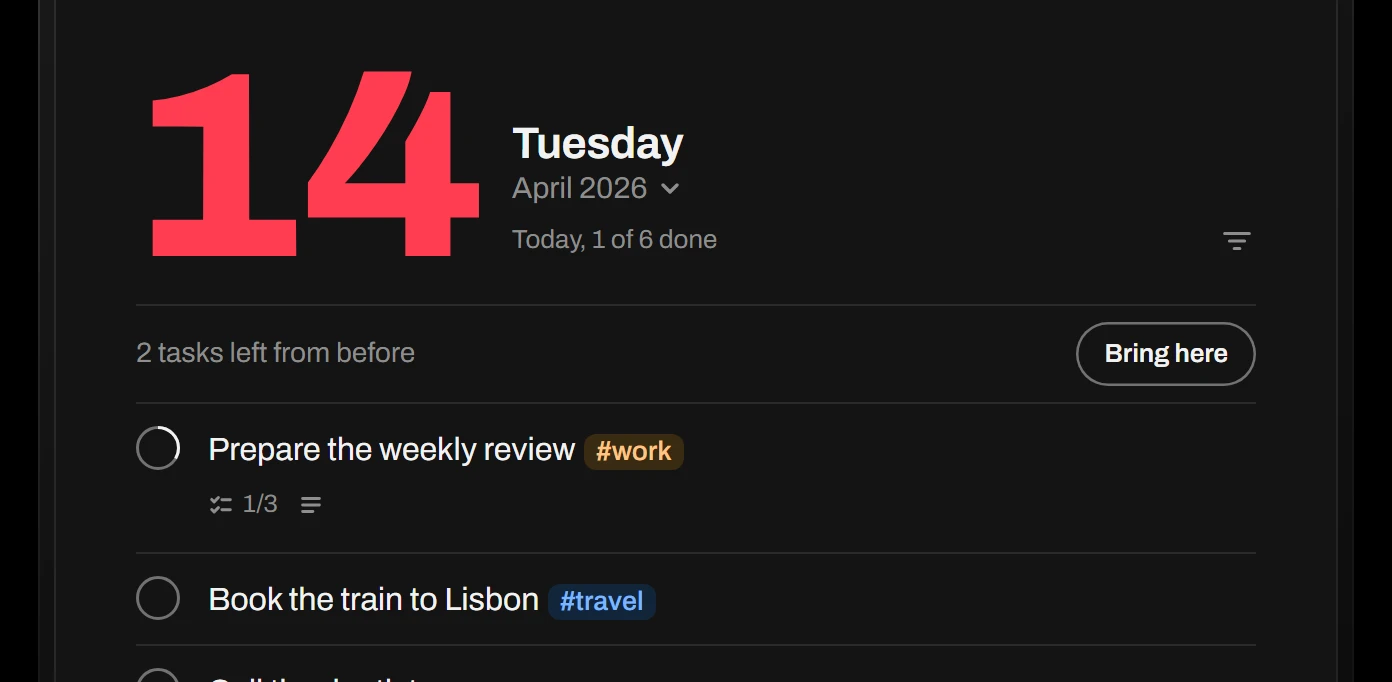 14
Tuesday
April 2026
Today, 1 of 6 done
2 tasks left from before
Bring here
Prepare the weekly review #work
1/3
Book the train to Lisbon #travel